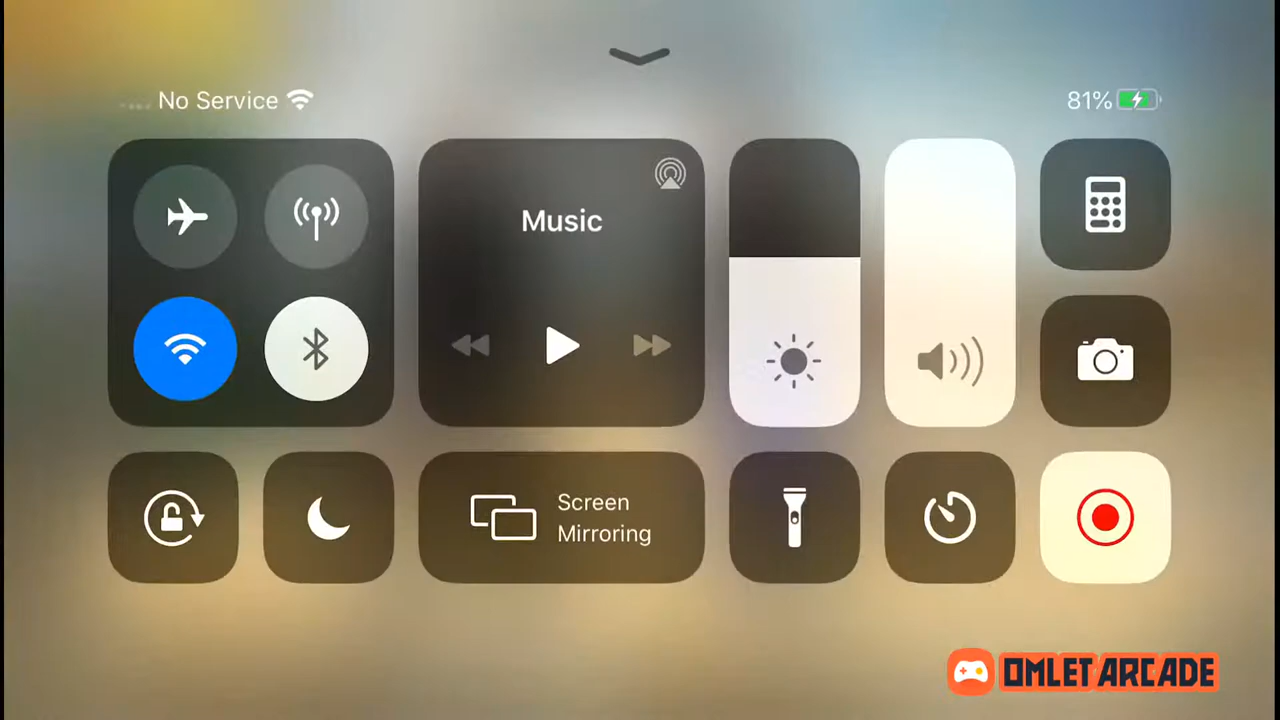 No Service
81%
Music
Screen
Mirroring
OMLET ARCADE